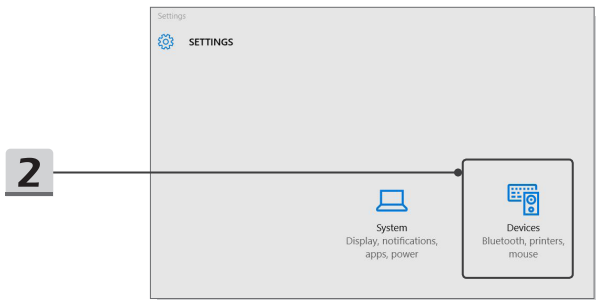 Settings
SETTINGS
2
System
Display, notifications,
apps, power
Devices
Bluetooth, printers,
mouse